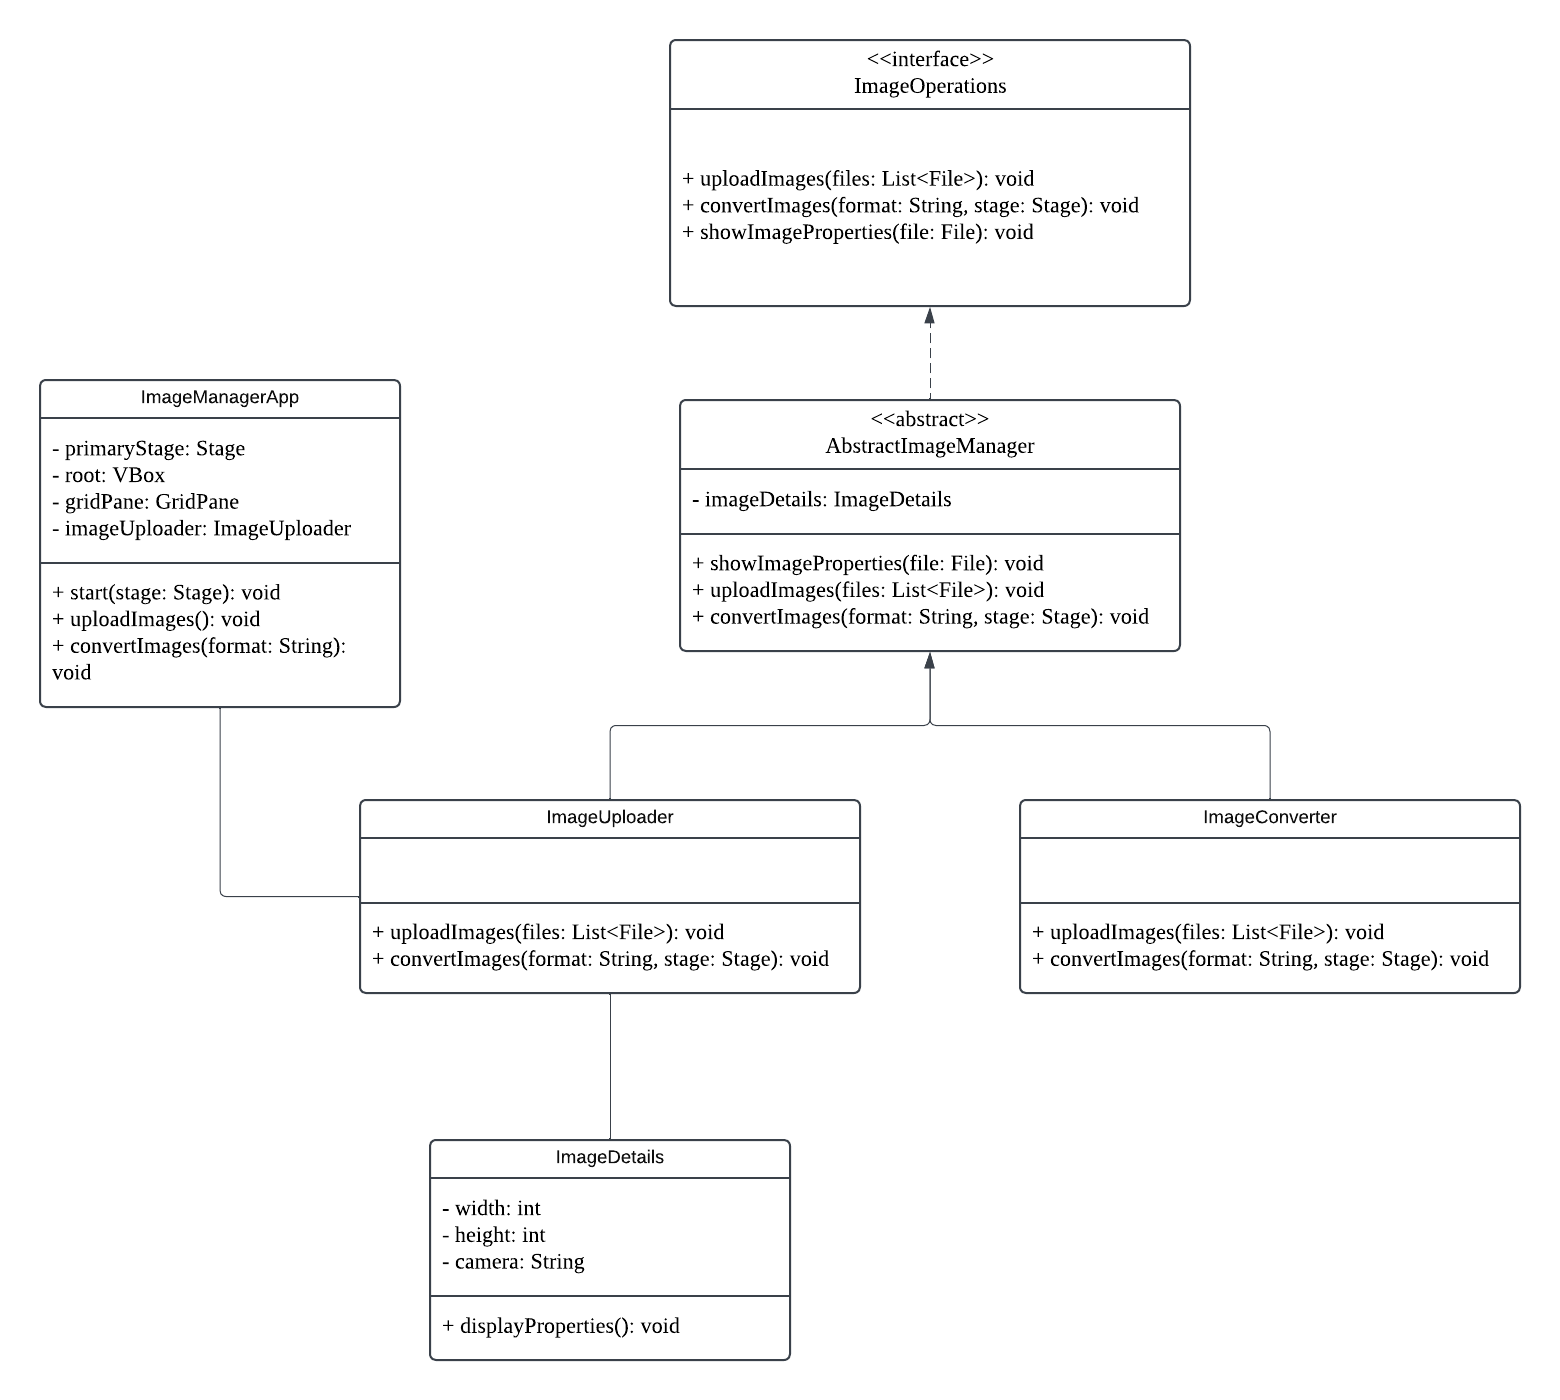 <<interface>>
ImageOperations
+ uploadImages(files: List<File>): void
+ convertImages(format: String, stage: Stage): void
+ showImageProperties(file: File): void
ImageManagerApp
- primaryStage: Stage
- root: VBox
- gridPane: GridPane
- imageUploader: ImageUploader
+ start(stage: Stage): void
+ uploadImages(): void
+ convertImages(format: String):
void
<<abstract>>
AbstractImageManager
- imageDetails: ImageDetails
+ showImageProperties(file: File): void
+ uploadImages(files: List<File>): void
+ convertImages(format: String, stage: Stage): void
ImageUploader
+ uploadImages(files: List<File>): void
+ convertImages(format: String, stage: Stage): void
ImageConverter
+ uploadImages(files: List<File>): void
+ convertImages(format: String, stage: Stage): void
ImageDetails
- width: int
- height: int
- camera: String
+ displayProperties(): void